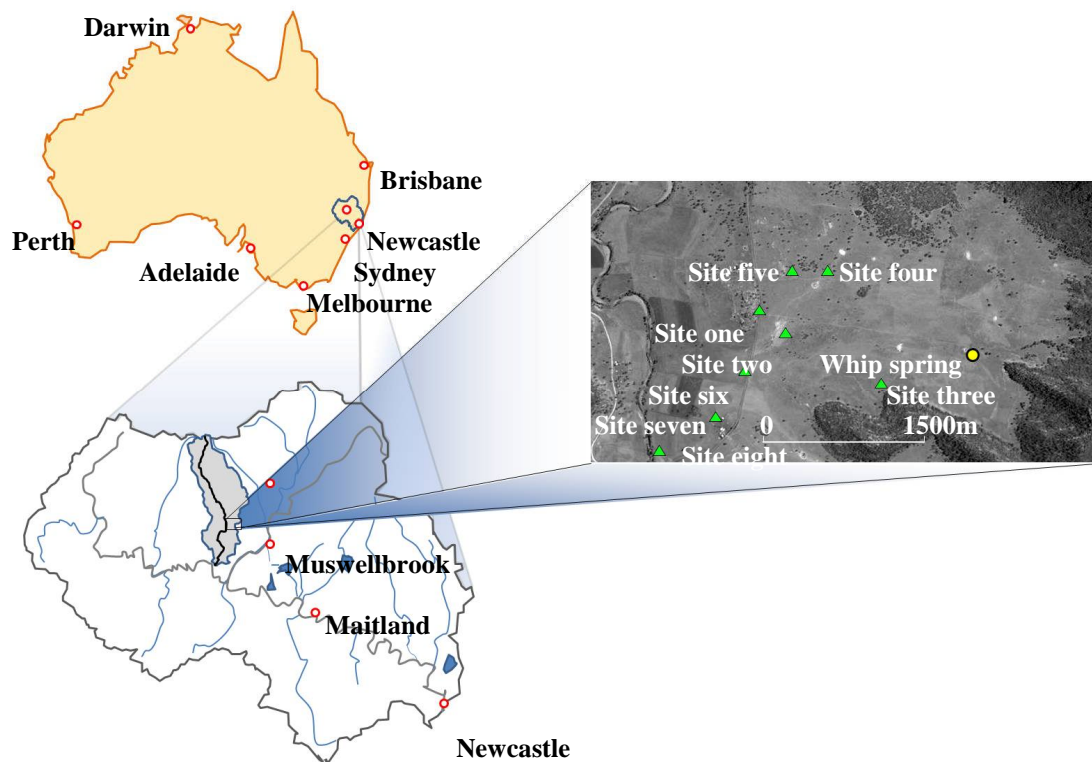 Darwin
Brisbane
Perth
Newcastle
Adelaide
Sydney
Melbourne
Site five
Site four
Site one
Site two
Whip spring
Site six
Site three
Site seven
0
1500m
Site eight
Muswellbrook
Maitland
Newcastle